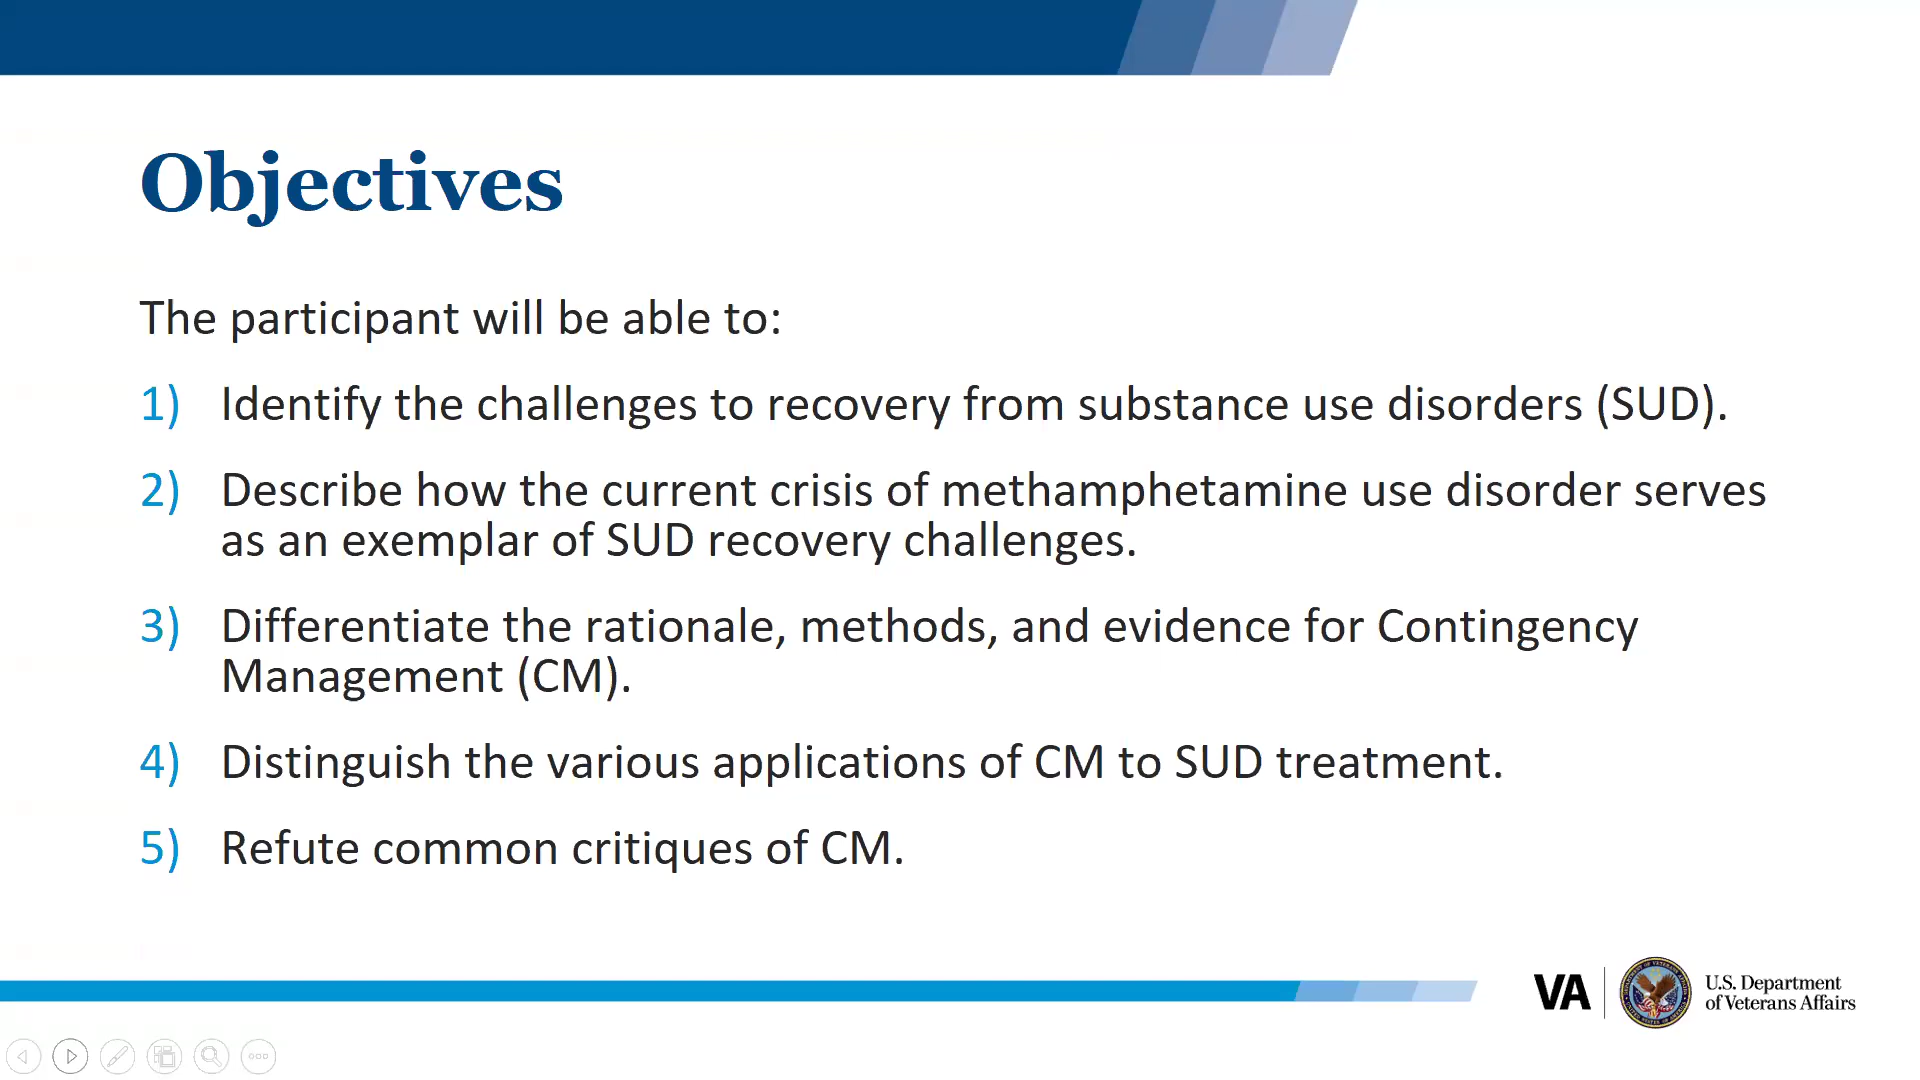 Objectives
The participant will be able to:
1) Identify the challenges to recovery from substance use disorders (SUD).
2) Describe how the current crisis of methamphetamine use disorder serves
as an exemplar of SUD recovery challenges.
3) Differentiate the rationale, methods, and evidence for Contingency
Management (CM).
4) Distinguish the various applications of CM to SUD treatment.
5) Refute common critiques of CM.
VA
U.S. Department
of Veterans Affairs